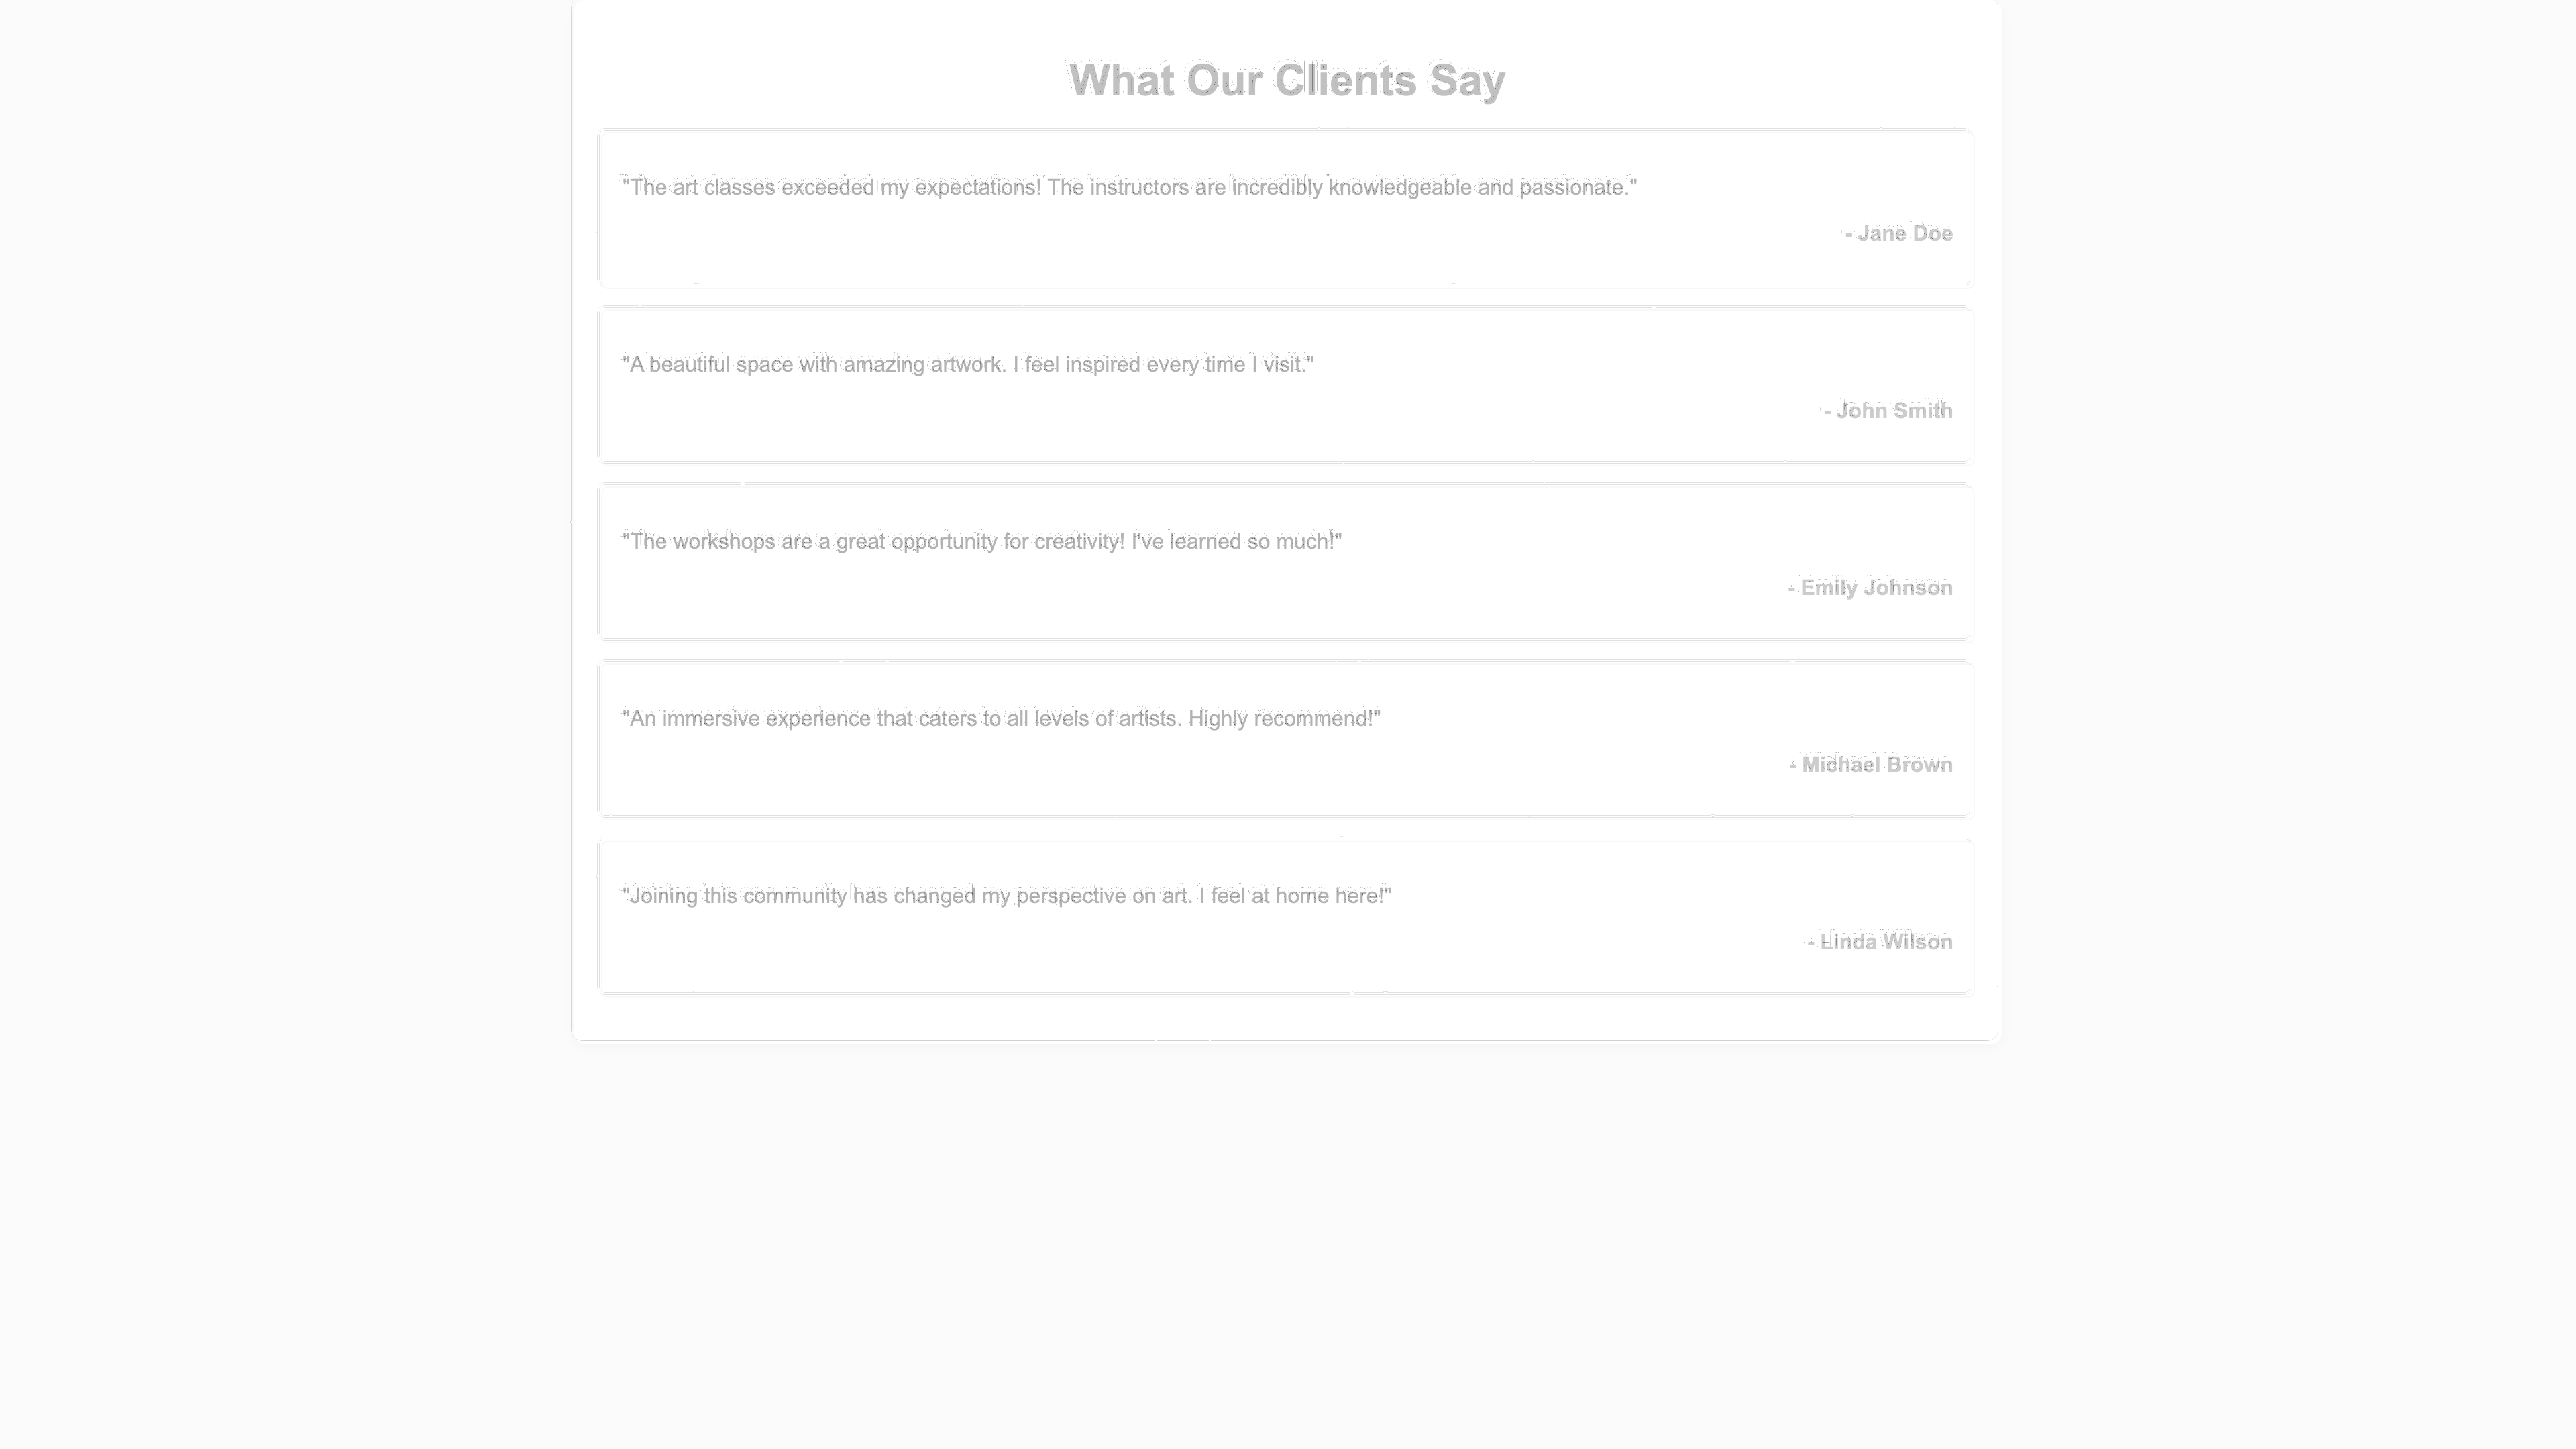 What Our Clients Say
"The art classes exceeded my expectations! The instructors are incredibly knowledgeable and passionate."
- Jane Doe
"A beautiful space with amazing artwork. I feel inspired every time I visit."
- John Smith
"The workshops are a great opportunity for creativity! I've learned so much!"
- Emily Johnson
"An immersive experience that caters to all levels of artists. Highly recommend!"
- Michael Brown
"Joining this community has changed my perspective on art. I feel at home here!"
- Linda Wilson